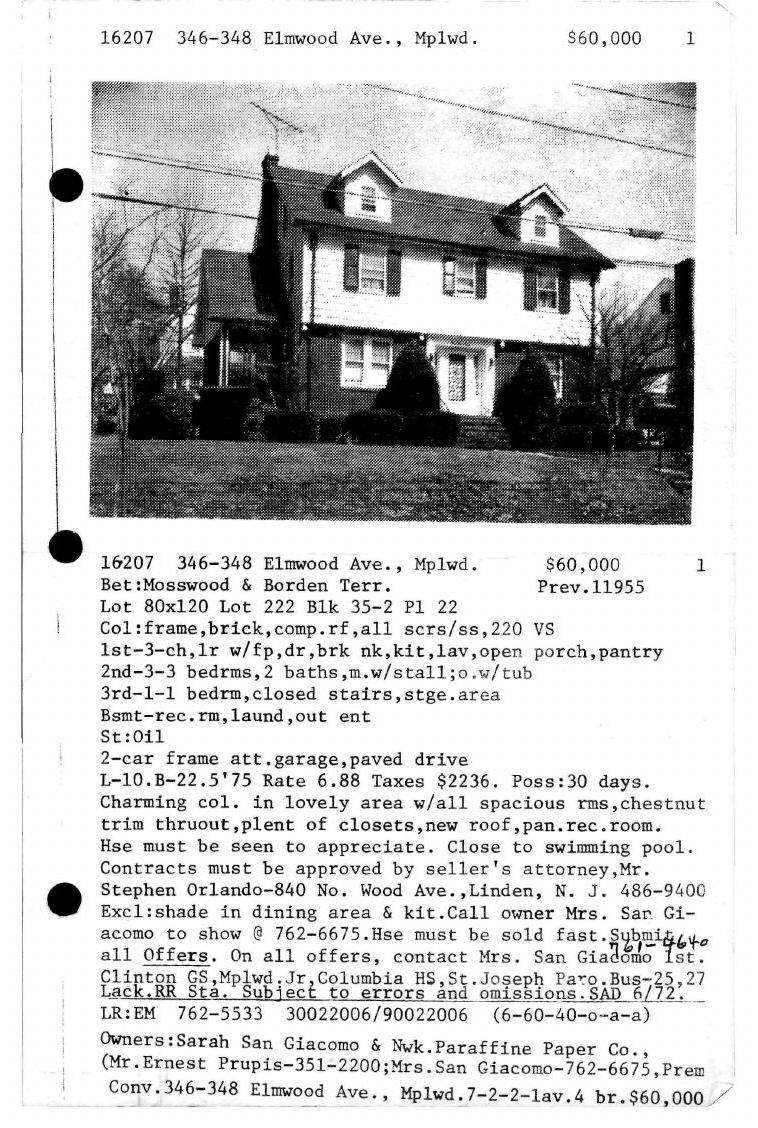 16207 346-348 Elmwood Ave., Mplwd. $60,000 1
16207 346-348 Elmwood Ave., Mplwd. $60,000 1
Bet:Mosswood & Borden Terr. Prev.11955
Lot 80x120 Lot 222 Blk 35-2 Pl 22
Col:frame,brick,comp.rf,all scrs/ss,220 VS
1st-3-ch,lr w/fp,dr,brk nk,kit,lav,open porch,pantry
2nd-3-3 bedrms,2 baths,m.w/stall;o.w/tub
3rd-1-1 bedrm,closed stairs,stge.area
Bsmt-rec.rm,laund,out ent
St:Oil
2-car frame att.garage,paved drive
L-10.B-22.5'75 Rate 6.88 Taxes $2236. Poss:30 days.
Charming col. in lovely area w/all spacious rms,chestnut
trim thruout,plent of closets,new roof,pan.rec.room.
Hse must be seen to appreciate. Close to swimming pool.
Contracts must be approved by seller's attorney,Mr.
Stephen Orlando-840 No. Wood Ave.,Linden, N. J. 486-9400
Excl:shade in dining area & kit.Call owner Mrs. San Gi-
acomo to show @ 762-6675.Hse must be sold fast.Submit
761-4640
all Offers. On all offers, contact Mrs. San Giacomo 1st.
Clinton GS,Mplwd.Jr,Columbia HS,St.Joseph Paro.Bus-25,27
Lack.RR Sta. Subject to errors and omissions.SAD 6/72.
LR:EM 762-5533 30022006/90022006 (6-60-40-o-a-a)
Owners:Sarah San Giacomo & Nwk.Paraffine Paper Co.,
(Mr.Ernest Prupis-351-2200;Mrs.San Giacomo-762-6675,Prem
Conv.346-348 Elmwood Ave., Mplwd.7-2-2-lav.4 br.$60,000